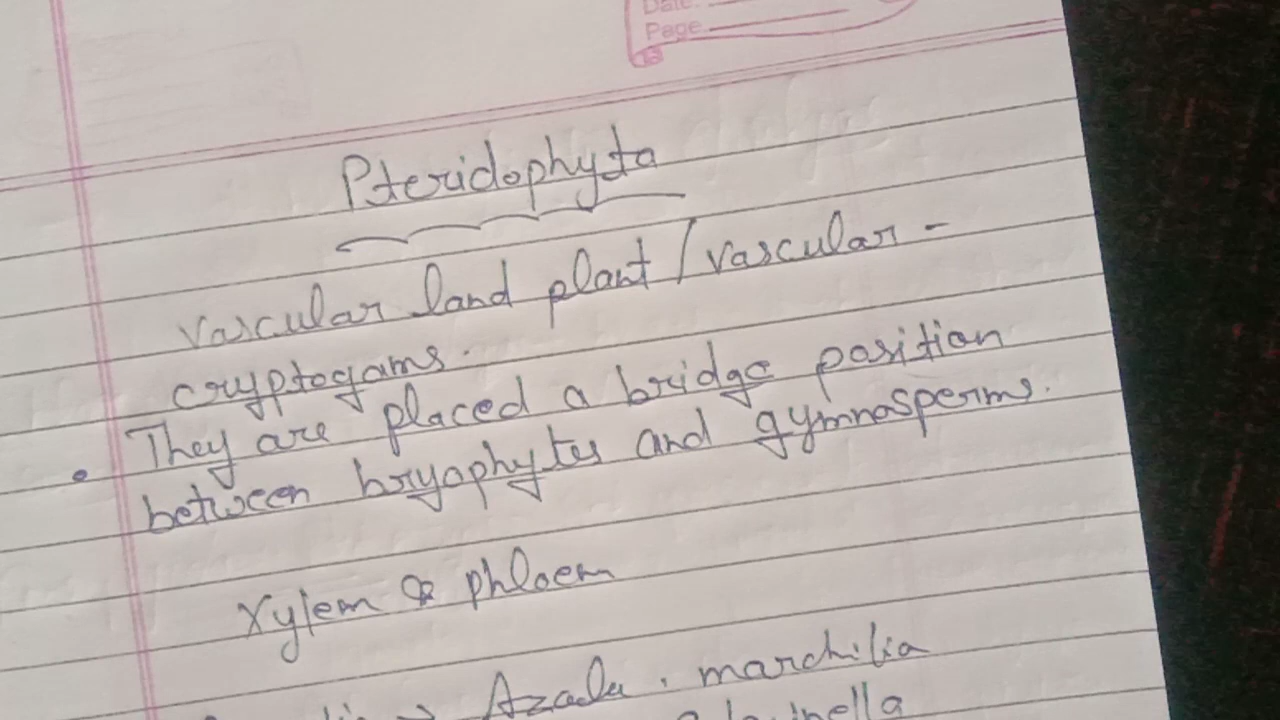 Date.
Page
Pteridophyta
vascular land plant / vascular -
cryptogams.
• They are placed a bridge position
between bryophytes and gymnosperms.
Xylem & phloem
marchilia